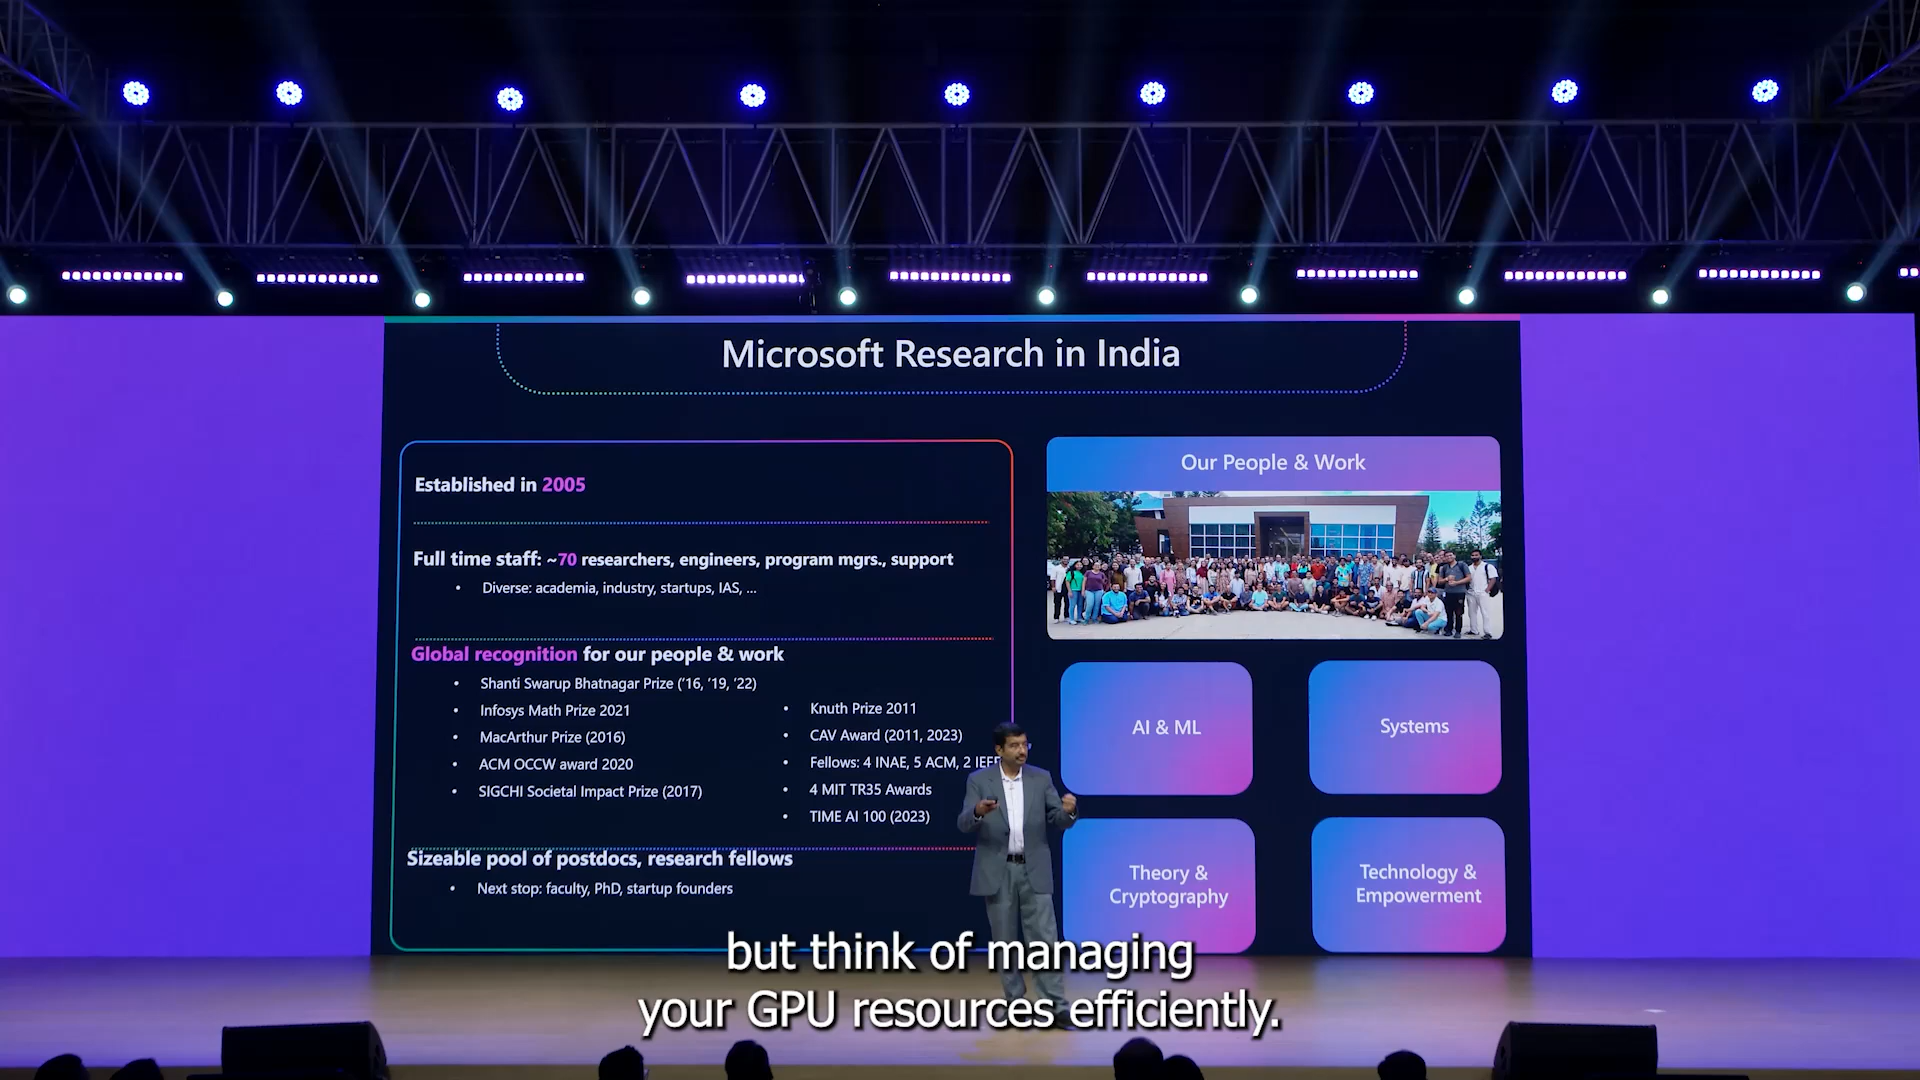 Microsoft Research in India
Established in 2005
Full time staff: ~70 researchers, engineers, program mgrs., support
• Diverse: academia, industry, startups, IAS, ...
Global recognition for our people & work
• Shanti Swarup Bhatnagar Prize ('16, '19, '22)
• Infosys Math Prize 2021
• MacArthur Prize (2016)
• ACM OCCW award 2020
• SIGCHI Societal Impact Prize (2017)
• Knuth Prize 2011
• CAV Award (2011, 2023)
• Fellows: 4 INAE, 5 ACM, 2
• 4 MIT TR35 Awards
• TIME AI 100 (2023)
Sizeable pool of postdocs, research fellows
• Next stop: faculty, PhD, startup founders
Our People & Work
AI & ML
Systems
Theory &
Cryptography
Technology &
Empowerment
but think of managing
your GPU resources efficiently.